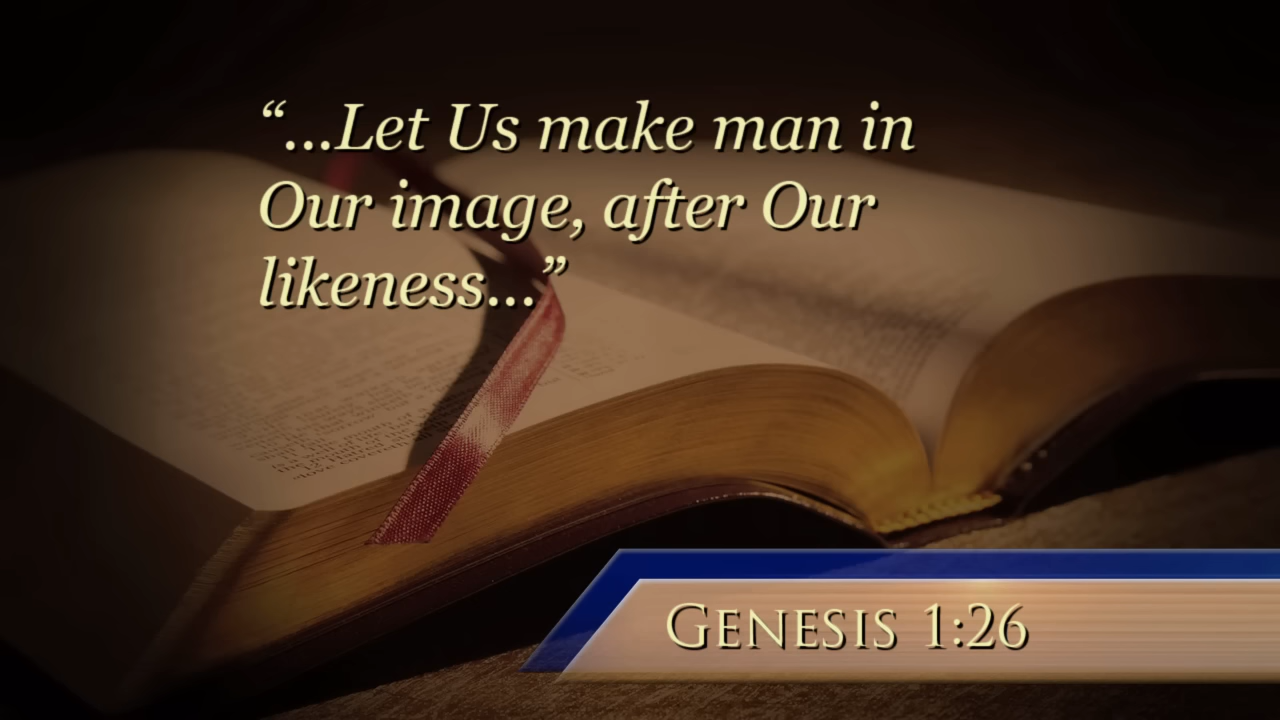 “...Let Us make man in
Our image, after Our
likeness...”
GENESIS 1:26